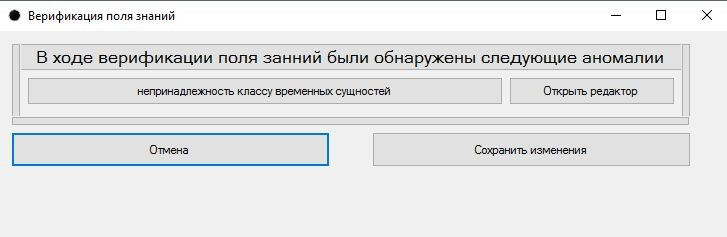 Верификация поля знаний
В ходе верификации поля занний были обнаружены следующие аномалии
непринадлежность классу временных сущностей
Открыть редактор
Отмена
Сохранить изменения